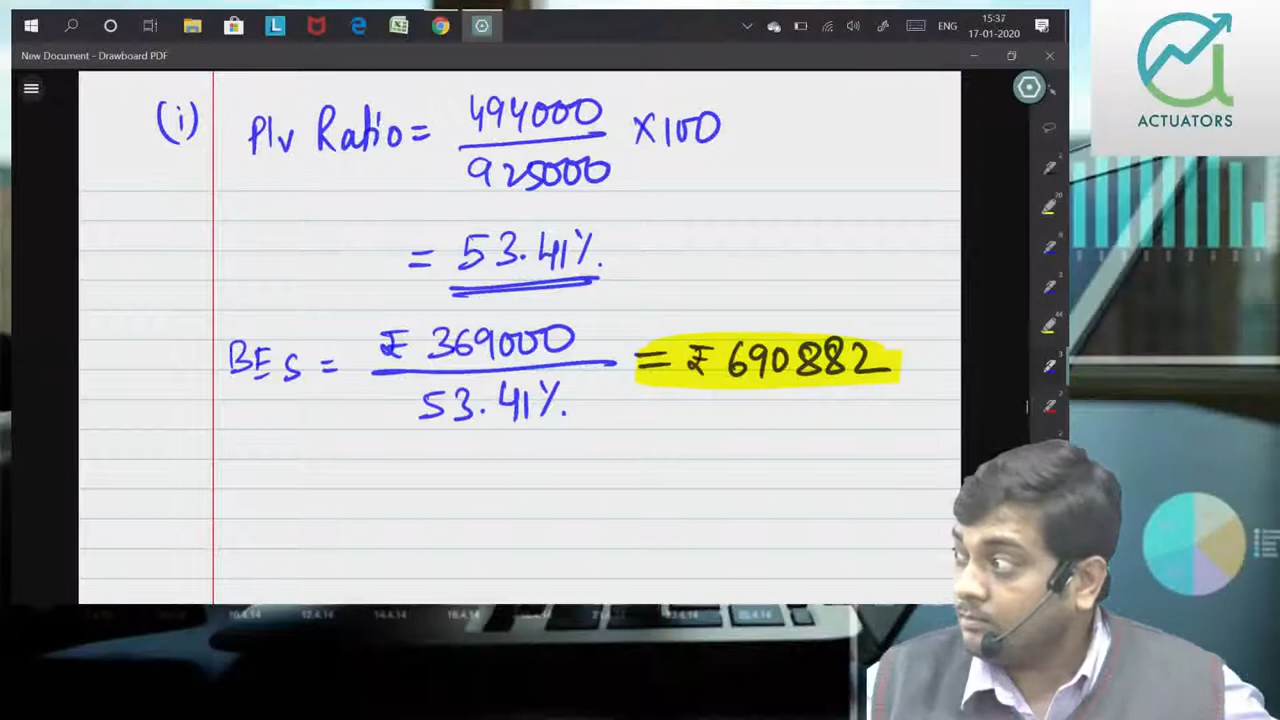 15:37
ENG
17-01-2020
New Document - Drawboard PDF
ACTUATORS
(i) P/v Ratio = 494000 / 925000 × 100
= 53.41%.
BES = ₹ 369000 / 53.41%. = ₹ 690882